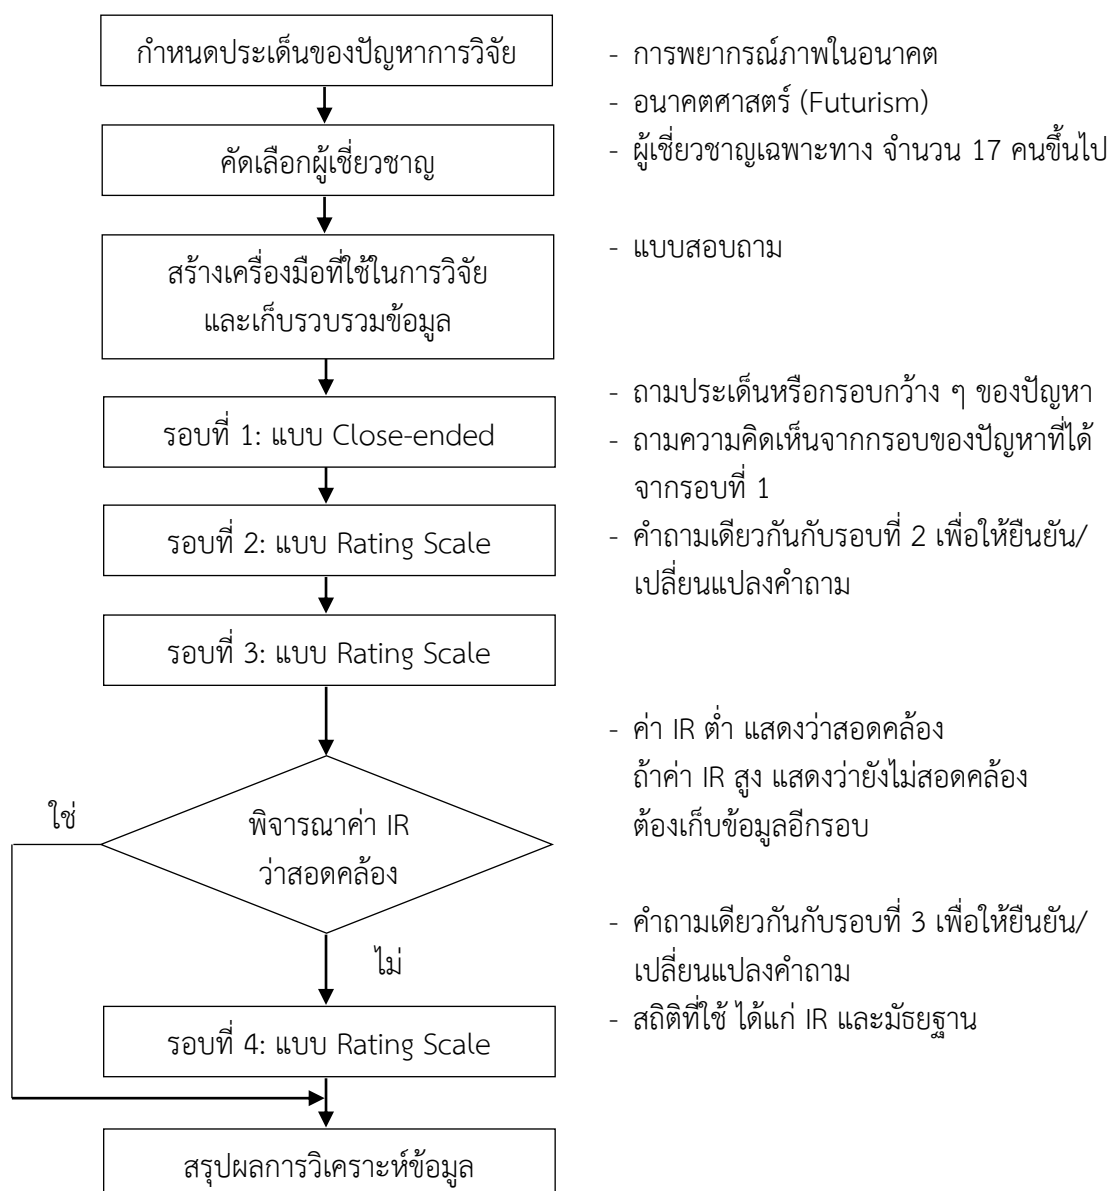 กำหนดประเด็นของปัญหาการวิจัย
- การพยากรณ์ภาพในอนาคต
- อนาคตศาสตร์ (Futurism)
คัดเลือกผู้เชี่ยวชาญ
- ผู้เชี่ยวชาญเฉพาะทาง จำนวน 17 คนขึ้นไป
สร้างเครื่องมือที่ใช้ในการวิจัย
และเก็บรวบรวมข้อมูล
- แบบสอบถาม
รอบที่ 1: แบบ Close-ended
- ถามประเด็นหรือกรอบกว้าง ๆ ของปัญหา
- ถามความคิดเห็นจากกรอบของปัญหาที่ได้
จากรอบที่ 1
รอบที่ 2: แบบ Rating Scale
- คำถามเดียวกันกับรอบที่ 2 เพื่อให้ยืนยัน/
เปลี่ยนแปลงคำถาม
รอบที่ 3: แบบ Rating Scale
- ค่า IR ต่ำ แสดงว่าสอดคล้อง
ถ้าค่า IR สูง แสดงว่ายังไม่สอดคล้อง
ต้องเก็บข้อมูลอีกรอบ
ใช่
พิจารณาค่า IR
ว่าสอดคล้อง
ไม่
- คำถามเดียวกันกับรอบที่ 3 เพื่อให้ยืนยัน/
เปลี่ยนแปลงคำถาม
- สถิติที่ใช้ ได้แก่ IR และมัธยฐาน
รอบที่ 4: แบบ Rating Scale
สรุปผลการวิเคราะห์ข้อมูล